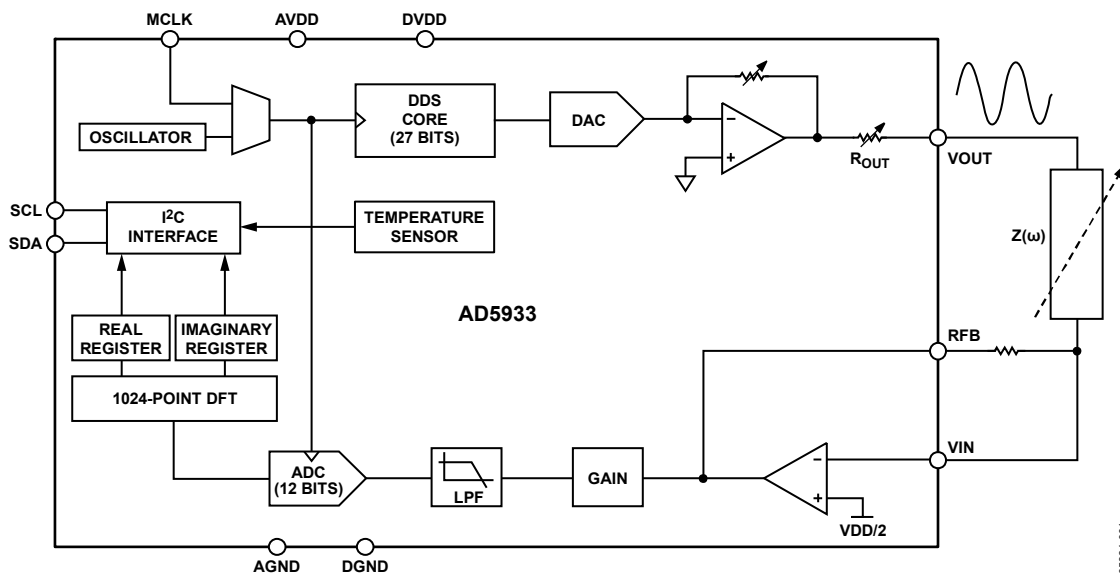 MCLK
AVDD
DVDD
OSCILLATOR
DDS
CORE
(27 BITS)
DAC
ROUT
VOUT
SCL
SDA
I2C
INTERFACE
TEMPERATURE
SENSOR
Z(ω)
AD5933
REAL
REGISTER
IMAGINARY
REGISTER
RFB
1024-POINT DFT
VIN
ADC
(12 BITS)
LPF
GAIN
VDD/2
AGND
DGND